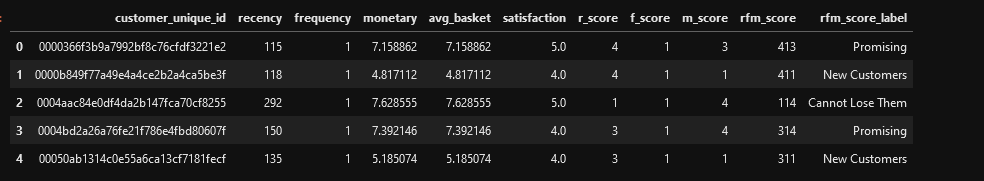 customer_unique_id recency frequency monetary avg_basket satisfaction r_score f_score m_score rfm_score rfm_score_label
0 0000366f3b9a7992bf8c76cfdf3221e2 115 1 7.158862 7.158862 5.0 4 1 3 413 Promising
1 0000b849f77a49e4a4ce2b2a4ca5be3f 118 1 4.817112 4.817112 4.0 4 1 1 411 New Customers
2 0004aac84e0df4da2b147fca70cf8255 292 1 7.628555 7.628555 5.0 1 1 4 114 Cannot Lose Them
3 0004bd2a26a76fe21f786e4fbd80607f 150 1 7.392146 7.392146 4.0 3 1 4 314 Promising
4 00050ab1314c0e55a6ca13cf7181fecf 135 1 5.185074 5.185074 4.0 3 1 1 311 New Customers